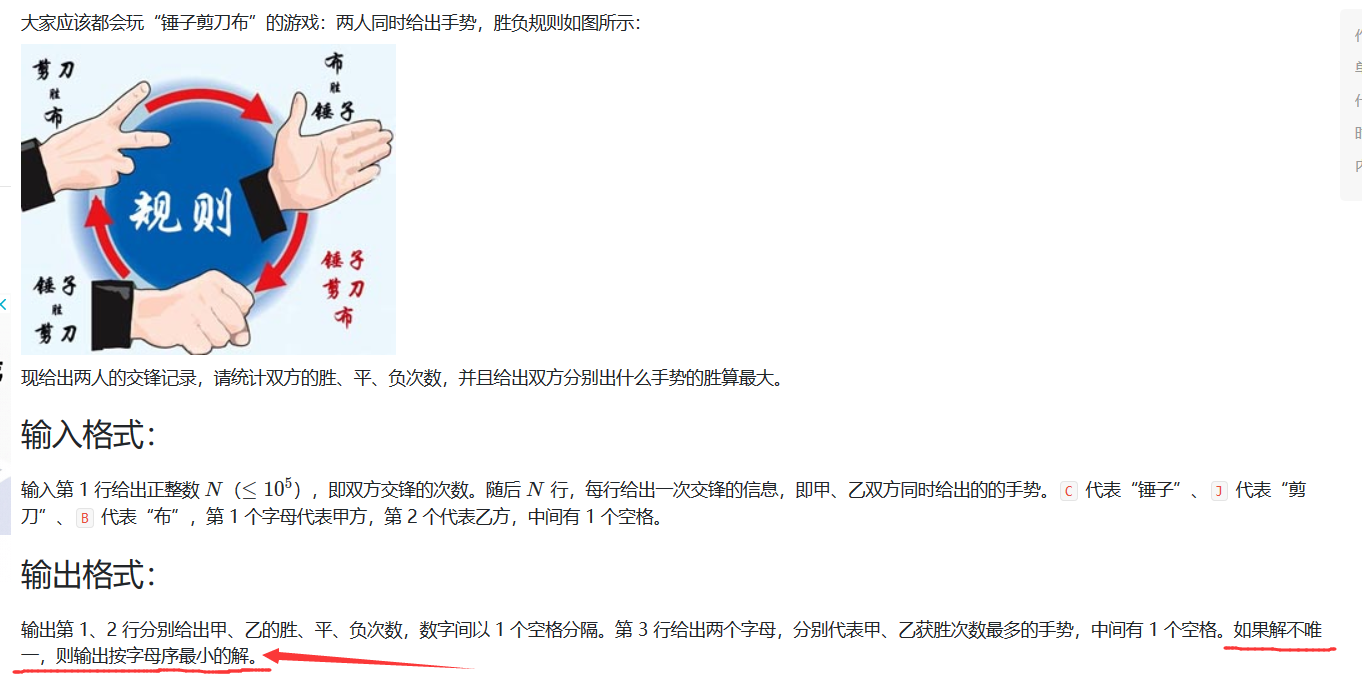 大家应该都会玩“锤子剪刀布”的游戏：两人同时给出手势，胜负规则如图所示：
剪刀
胜
布
布
胜
锤子
规则
锤子
胜
剪刀
锤子
剪刀
布
现给出两人的交锋记录，请统计双方的胜、平、负次数，并且给出双方分别出什么手势的胜算最大。
输入格式：
输入第 1 行给出正整数 N（≤ 10⁵），即双方交锋的次数。随后 N 行，每行给出一次交锋的信息，即甲、乙双方同时给出的的手势。C 代表“锤子”、J 代表“剪
刀”、B 代表“布”，第 1 个字母代表甲方，第 2 个代表乙方，中间有 1 个空格。
输出格式：
输出第 1、2 行分别给出甲、乙的胜、平、负次数，数字间以 1 个空格分隔。第 3 行给出两个字母，分别代表甲、乙获胜次数最多的手势，中间有 1 个空格。如果解不唯
一，则输出按字母序最小的解。